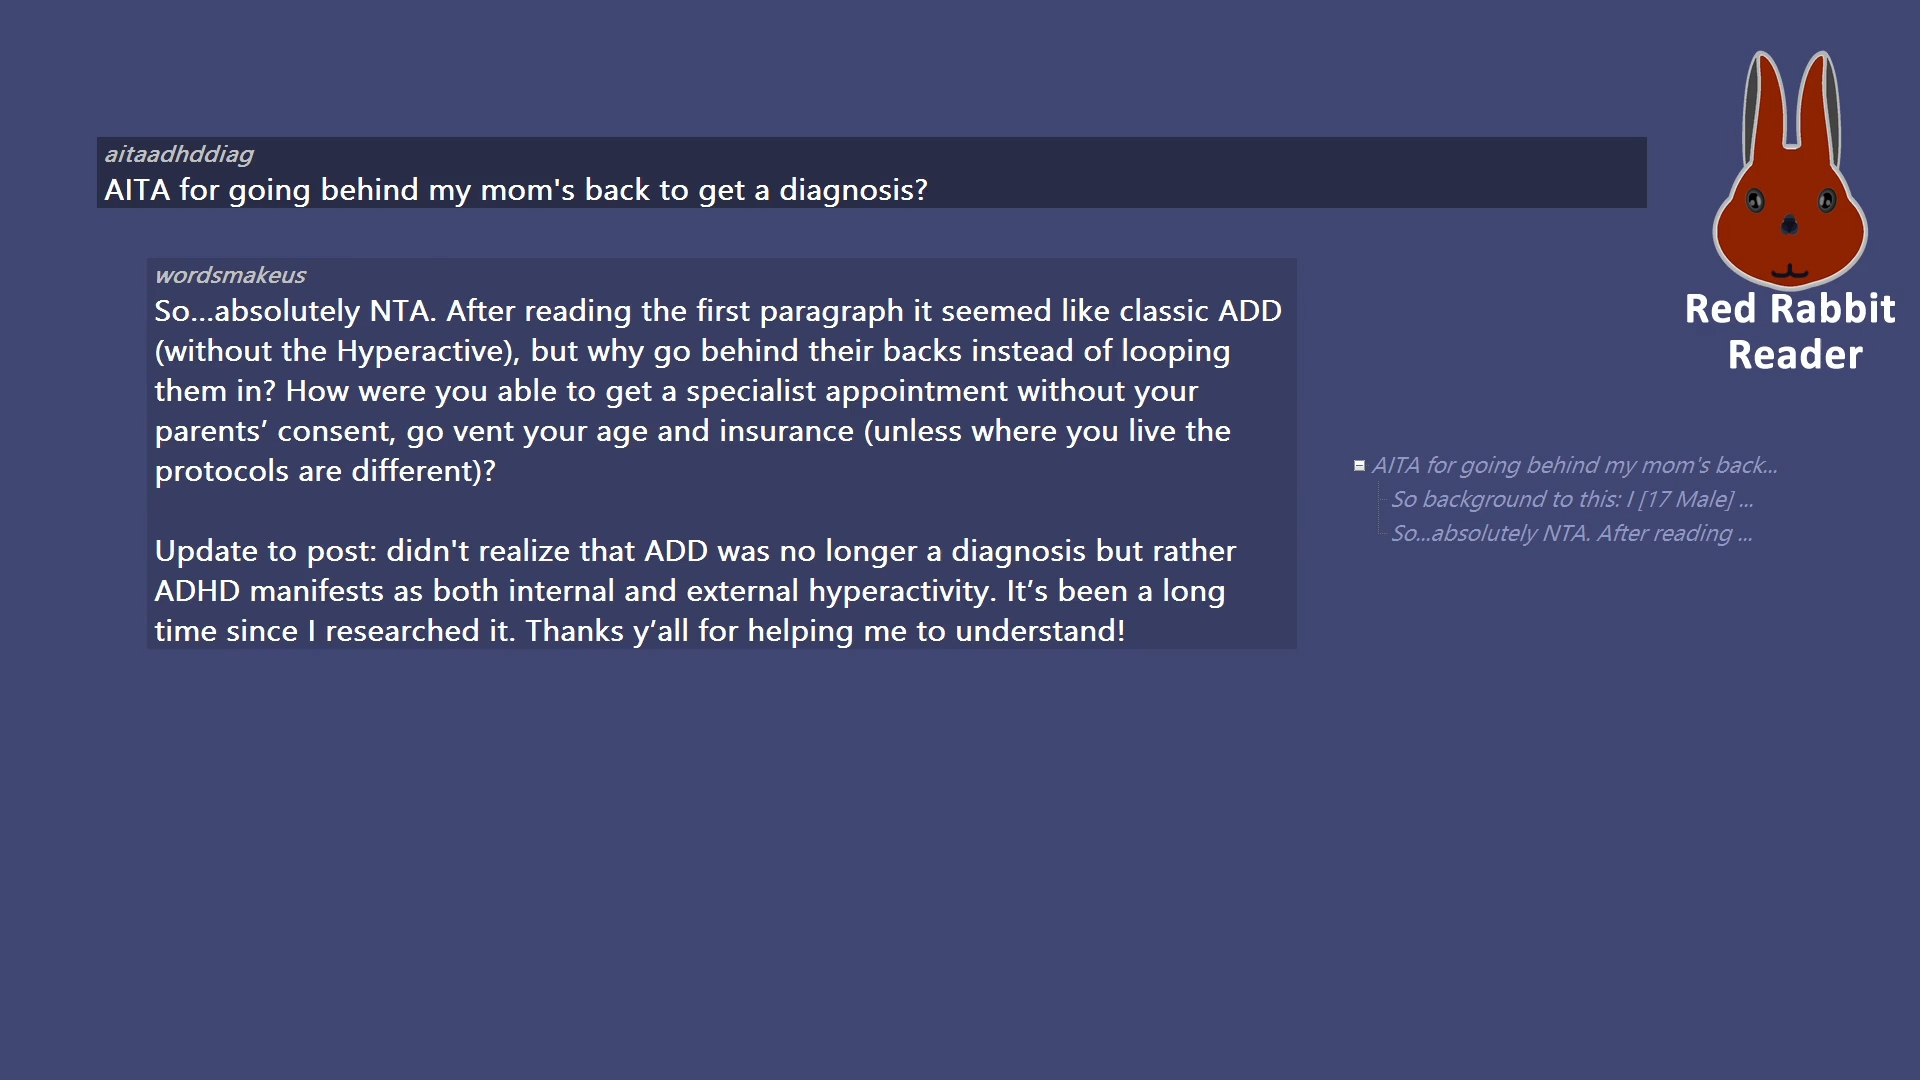 aitaadhddiag
AITA for going behind my mom's back to get a diagnosis?
wordsmakeus
So...absolutely NTA. After reading the first paragraph it seemed like classic ADD
(without the Hyperactive), but why go behind their backs instead of looping
them in? How were you able to get a specialist appointment without your
parents’ consent, go vent your age and insurance (unless where you live the
protocols are different)?
Update to post: didn't realize that ADD was no longer a diagnosis but rather
ADHD manifests as both internal and external hyperactivity. It’s been a long
time since I researched it. Thanks y’all for helping me to understand!
Red Rabbit
Reader
AITA for going behind my mom's back...
So background to this: I [17 Male] ...
So...absolutely NTA. After reading ...